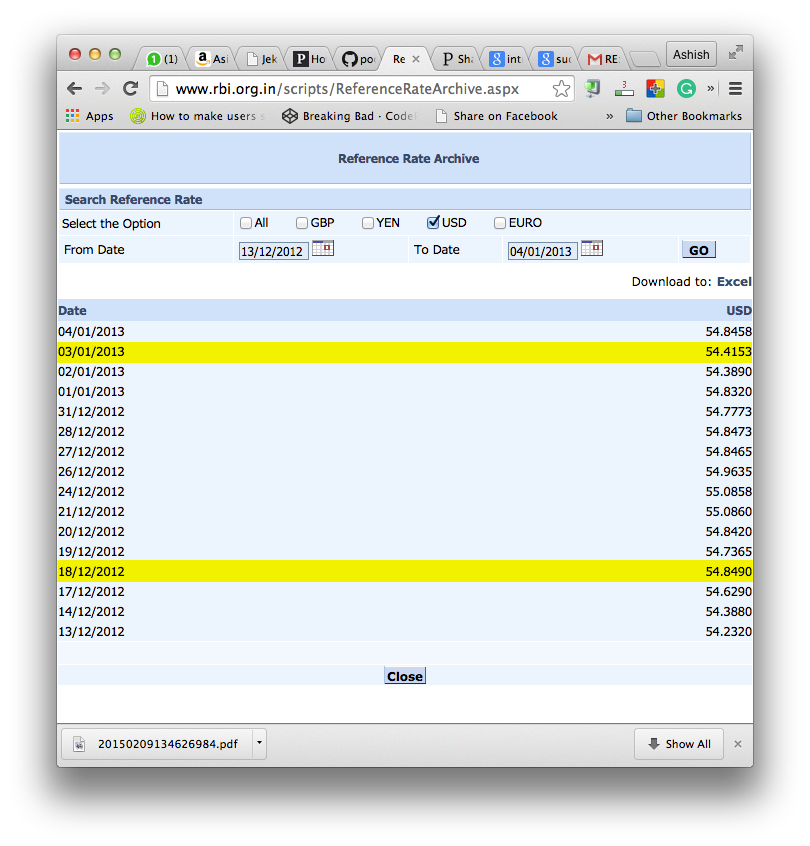 (1) Asi Jek Ho po Re Sha int suc RE: Ashish
www.rbi.org.in/scripts/ReferenceRateArchive.aspx 3
Apps How to make users s Breaking Bad · Code Share on Facebook » Other Bookmarks
Reference Rate Archive
Search Reference Rate
Select the Option All GBP YEN USD EURO
From Date 13/12/2012 To Date 04/01/2013 GO
Download to: Excel
Date USD
04/01/2013 54.8458
03/01/2013 54.4153
02/01/2013 54.3890
01/01/2013 54.8320
31/12/2012 54.7773
28/12/2012 54.8473
27/12/2012 54.8465
26/12/2012 54.9635
24/12/2012 55.0858
21/12/2012 55.0860
20/12/2012 54.8420
19/12/2012 54.7365
18/12/2012 54.8490
17/12/2012 54.6290
14/12/2012 54.3880
13/12/2012 54.2320
Close
20150209134626984.pdf Show All